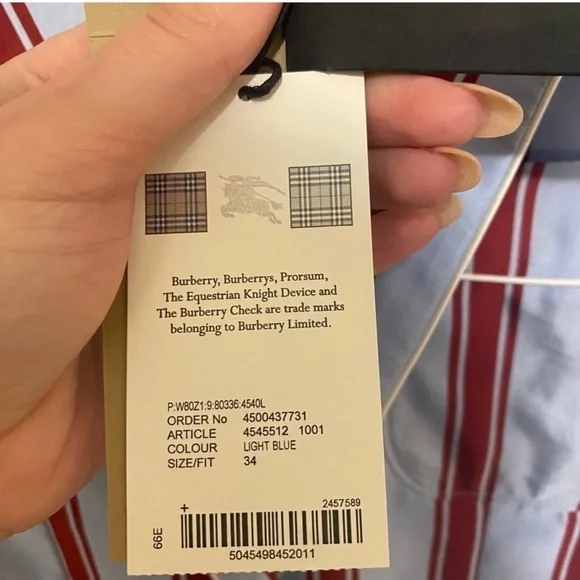 Burberry, Burberrys, Prorsum,
The Equestrian Knight Device and
The Burberry Check are trade marks
belonging to Burberry Limited.
P:W80Z1:9:80336:4540L
ORDER No 4500437731
ARTICLE 4545512 1001
COLOUR LIGHT BLUE
SIZE/FIT 34
+ 2457589
66E
5045498452011